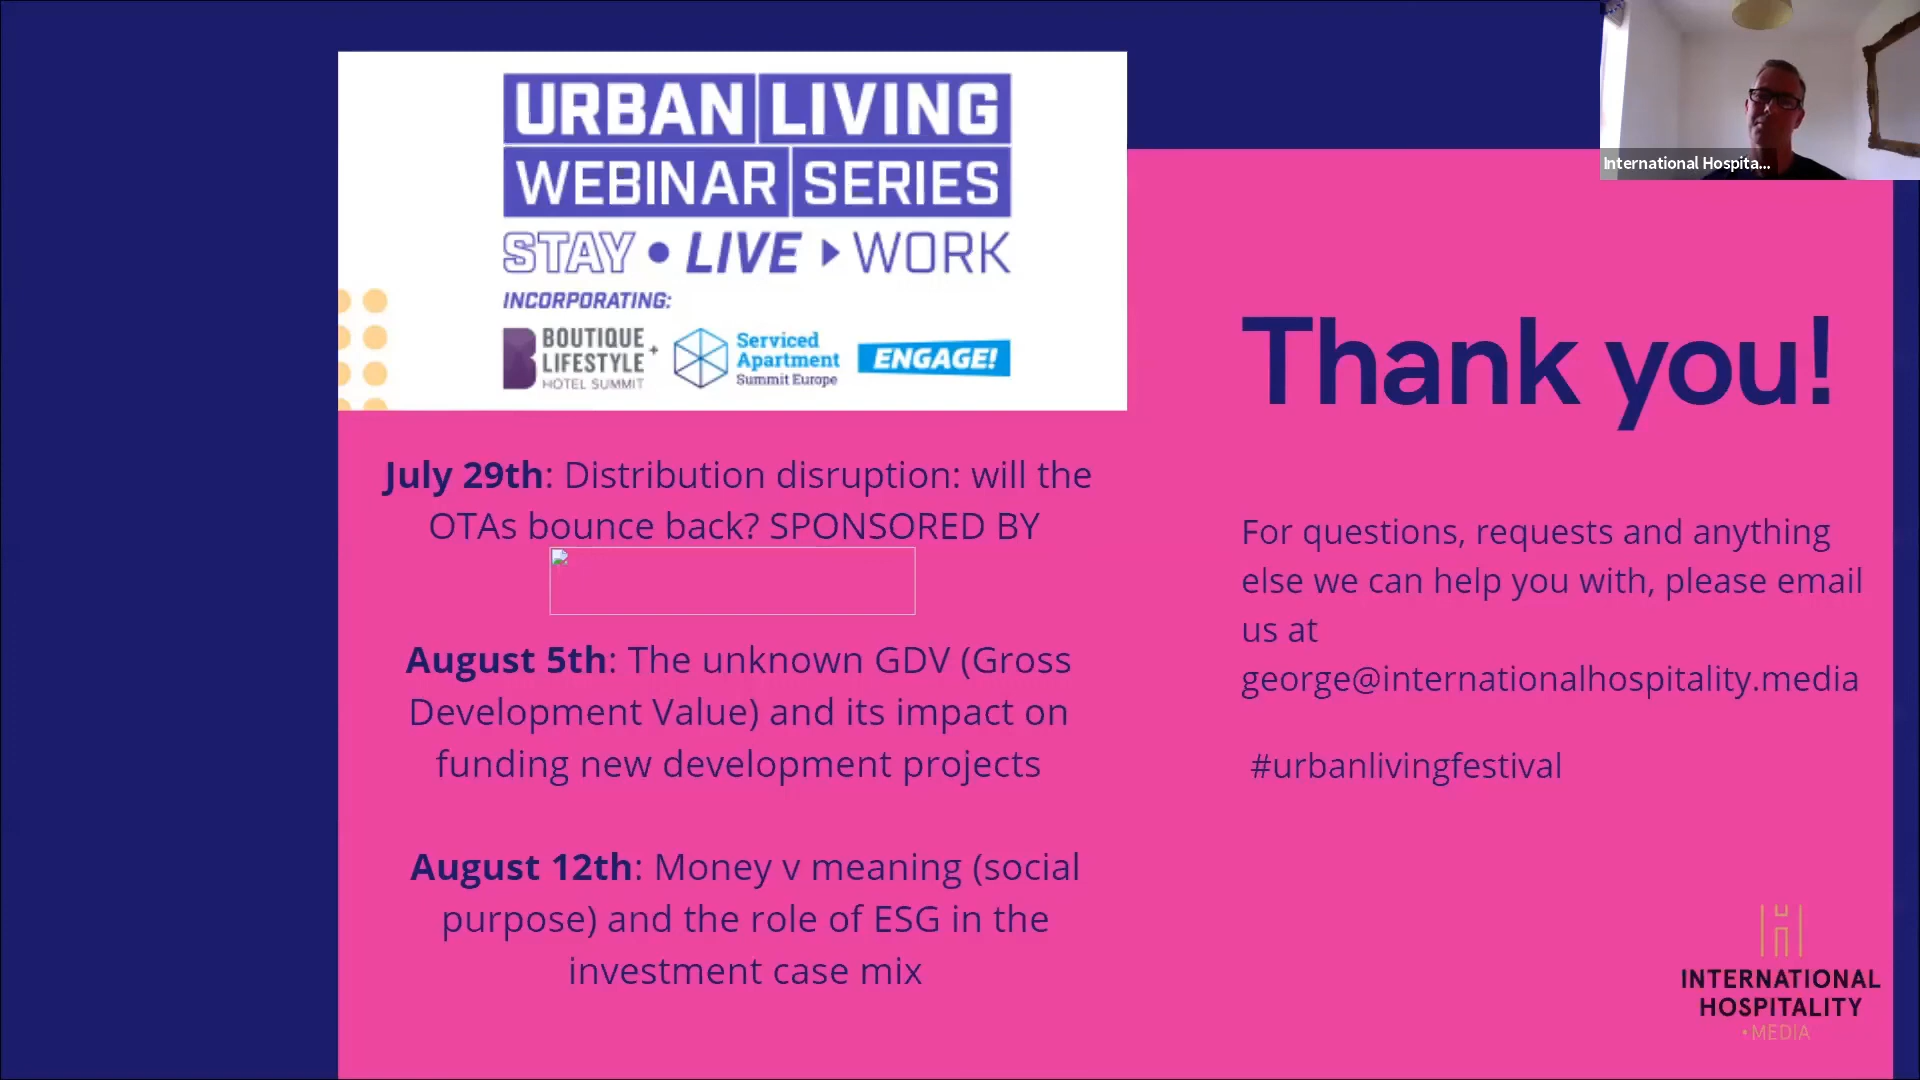 URBAN LIVING
WEBINAR SERIES
STAY • LIVE ▸ WORK
INCORPORATING:
BOUTIQUE
LIFESTYLE +
HOTEL SUMMIT
Serviced
Apartment
Summit Europe
ENGAGE!
International Hospita...
July 29th: Distribution disruption: will the
OTAs bounce back? SPONSORED BY
August 5th: The unknown GDV (Gross
Development Value) and its impact on
funding new development projects
August 12th: Money v meaning (social
purpose) and the role of ESG in the
investment case mix
Thank you!
For questions, requests and anything
else we can help you with, please email
us at
george@internationalhospitality.media
#urbanlivingfestival
INTERNATIONAL
HOSPITALITY
•MEDIA